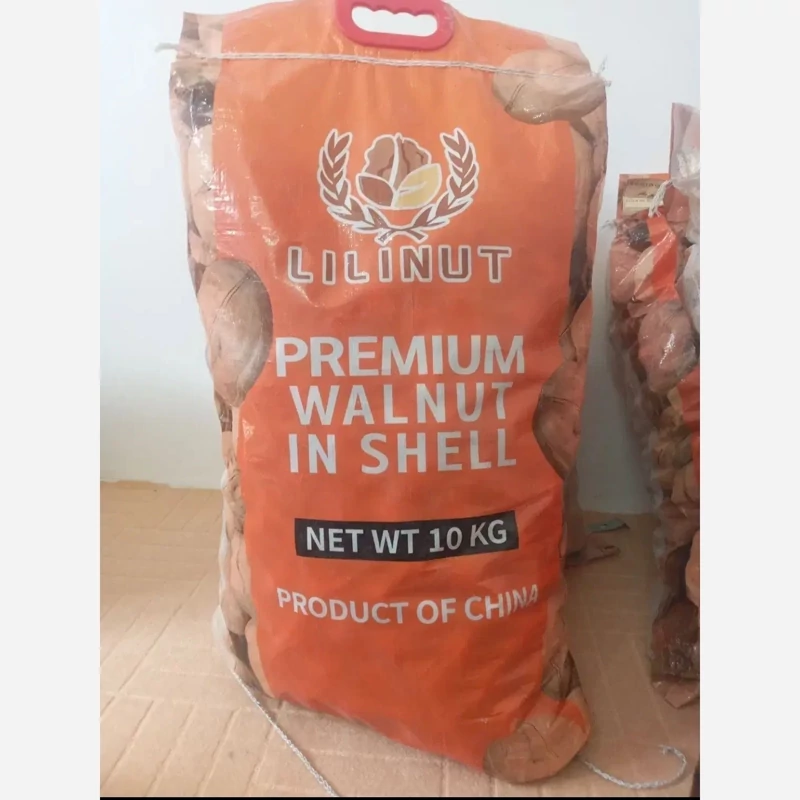 LILINUT
PREMIUM
WALNUT
IN SHELL
NET WT 10 KG
PRODUCT OF CHINA